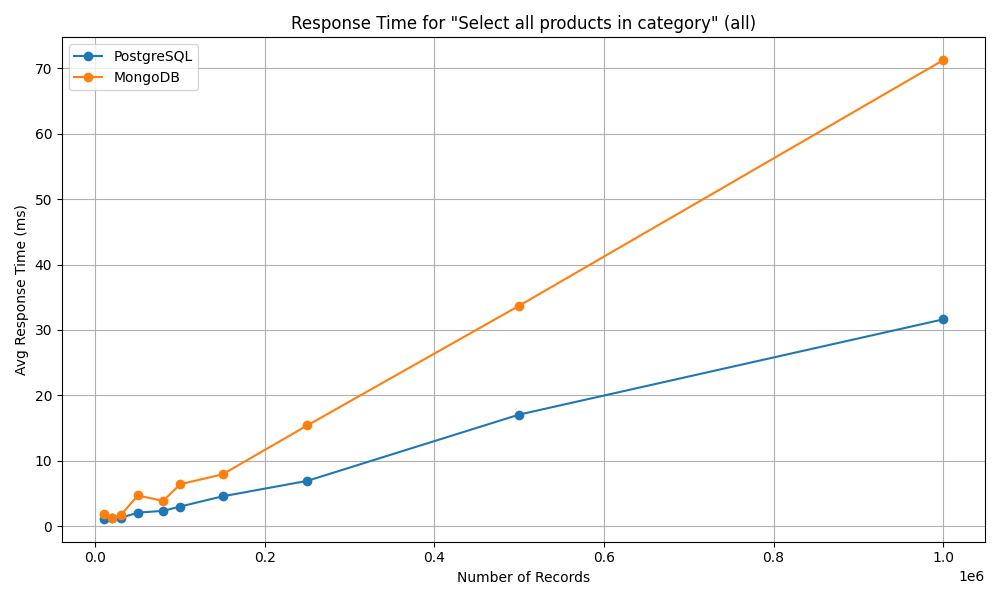 Response Time for "Select all products in category" (all)
PostgreSQL
MongoDB
Avg Response Time (ms)
70
60
50
40
30
20
10
0
0.0 0.2 0.4 0.6 0.8 1.0
1e6
Number of Records